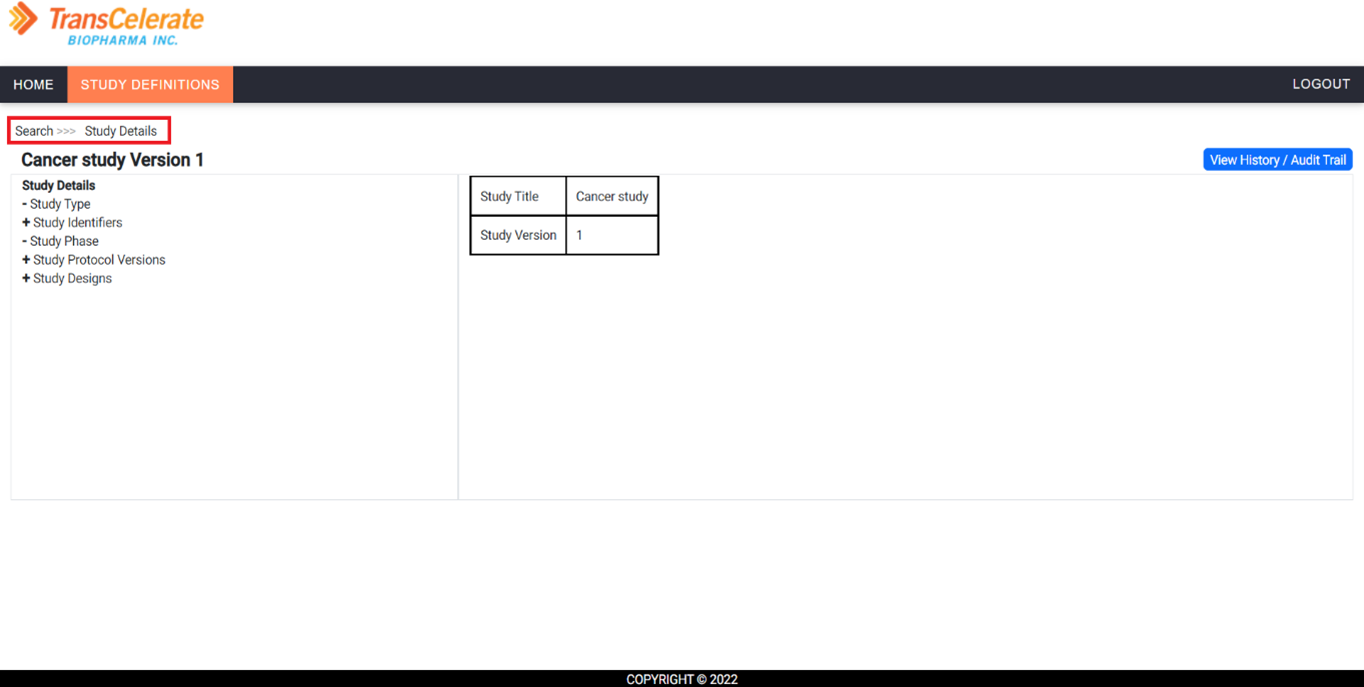 TransCelerate
BIOPHARMA INC.
HOME STUDY DEFINITIONS LOGOUT
Search >>> Study Details
Cancer study Version 1
View History / Audit Trail
Study Details
- Study Type
+ Study Identifiers
- Study Phase
+ Study Protocol Versions
+ Study Designs
Study Title Cancer study
Study Version 1
COPYRIGHT © 2022